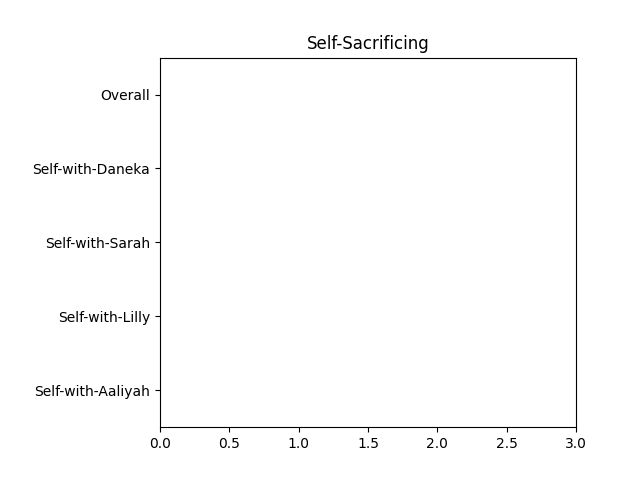 Self-Sacrificing
Overall
Self-with-Daneka
Self-with-Sarah
Self-with-Lilly
Self-with-Aaliyah
0.0 0.5 1.0 1.5 2.0 2.5 3.0